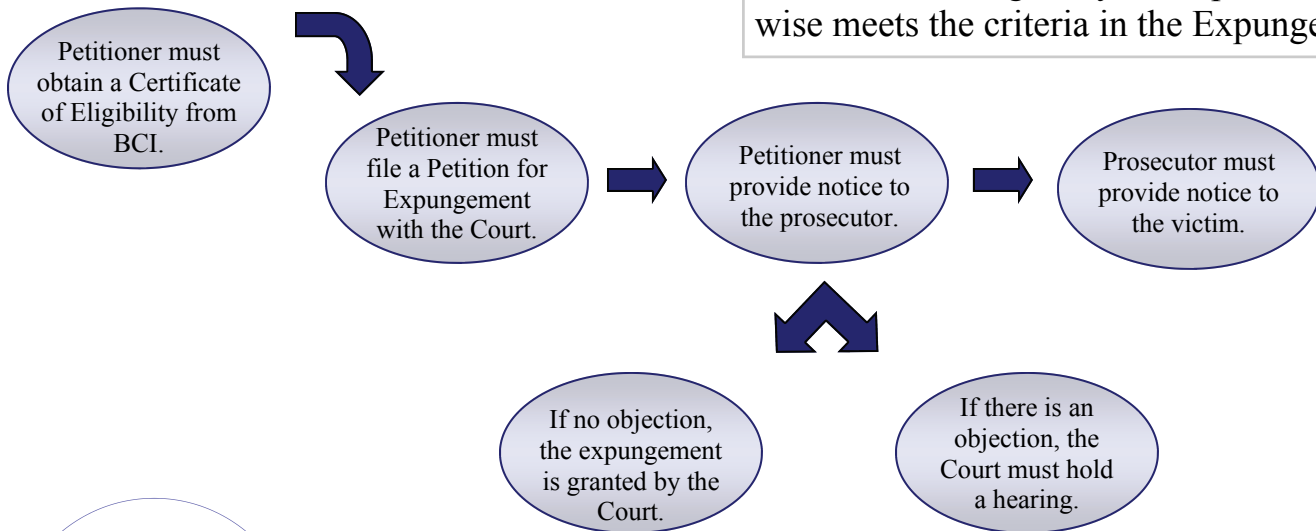 wise meets the criteria in the Expunge
Petitioner must
obtain a Certificate
of Eligibility from
BCI.
Petitioner must
file a Petition for
Expungement
with the Court.
Petitioner must
provide notice to
the prosecutor.
Prosecutor must
provide notice to
the victim.
If no objection,
the expungement
is granted by the
Court.
If there is an
objection, the
Court must hold
a hearing.